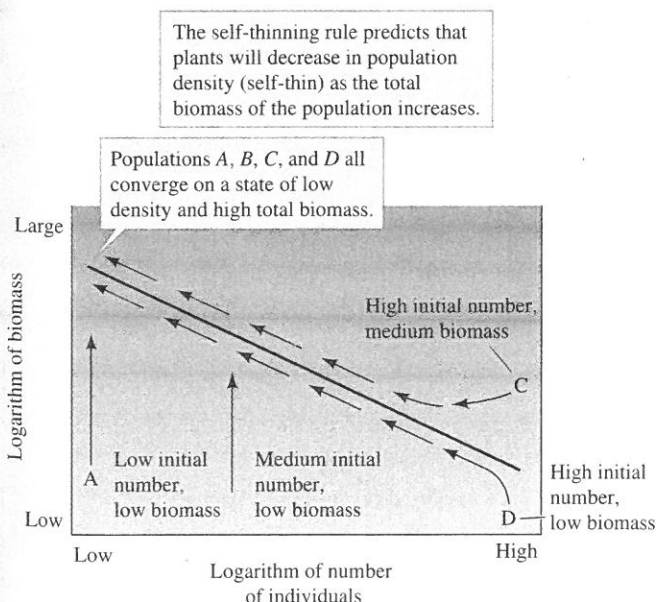 The self-thinning rule predicts that
plants will decrease in population
density (self-thin) as the total
biomass of the population increases.
Populations A, B, C, and D all
converge on a state of low
density and high total biomass.
Large
Logarithm of biomass
High initial number,
medium biomass
C
A
Low initial
number,
low biomass
Medium initial
number,
low biomass
D
High initial
number,
low biomass
Low
Low
High
Logarithm of number
of individuals